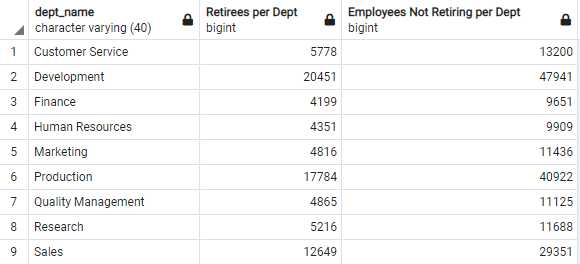 dept_name Retirees per Dept Employees Not Retiring per Dept
character varying (40) bigint bigint
1 Customer Service 5778 13200
2 Development 20451 47941
3 Finance 4199 9651
4 Human Resources 4351 9909
5 Marketing 4816 11436
6 Production 17784 40922
7 Quality Management 4865 11125
8 Research 5216 11688
9 Sales 12649 29351